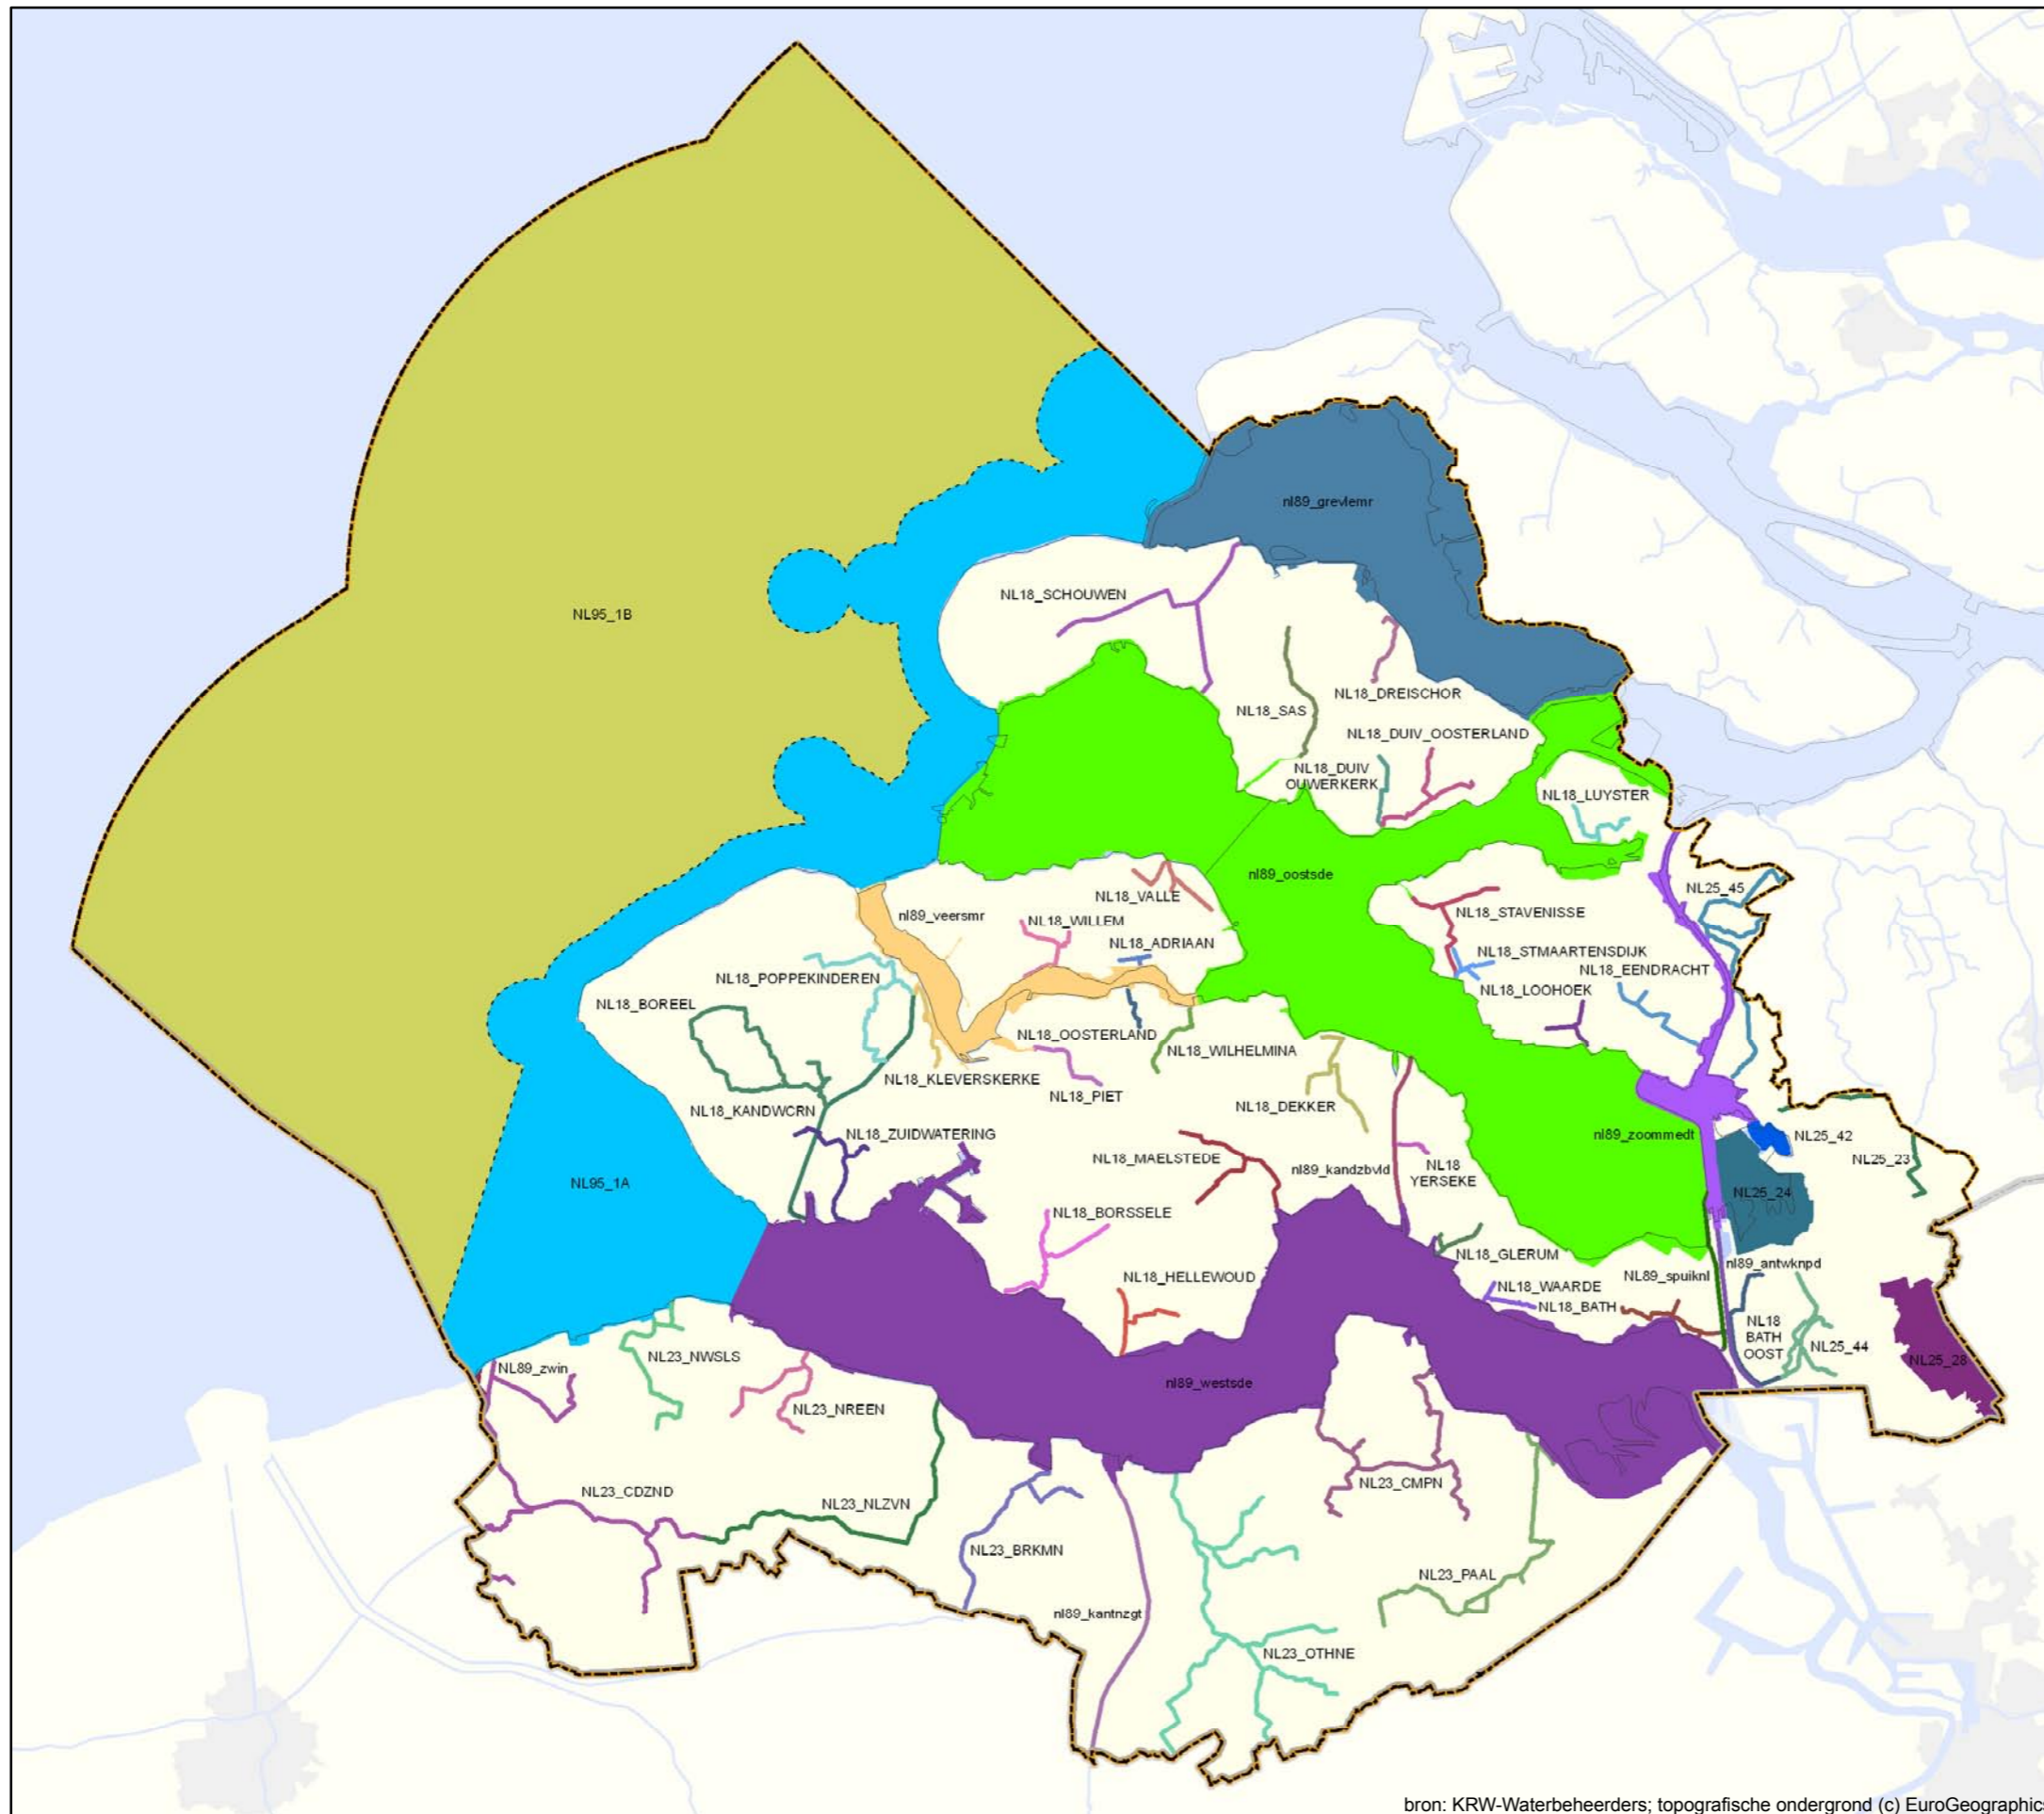 nl89_grevlemr
NL18_SCHOUWEN
NL95_1B
NL18_DREISCHOR
NL18_SAS
NL18_DUIV_OOSTERLAND
NL18_DUIV
OUWERKERK
NL18_LUYSTER
nl89_oostsde
NL25_45
NL18_VALLE
nl89_veersmr
NL18_WILLEM
NL18_STAVENISSE
NL18_ADRIAAN
NL18_STMAARTENSDIJK
NL18_EENDRACHT
NL18_POPPEKINDEREN
NL18_LOOHOEK
NL18_BOREEL
NL18_OOSTERLAND
NL18_WILHELMINA
NL18_KLEVERSKERKE
NL18_PIET
NL18_DEKKER
NL18_KANDWCRN
NL18_ZUIDWATERING
nl89_zoommedt
NL25_42
NL18_MAELSTEDE
NL25_23
nl89_kandzbvld
NL18
YERSEKE
NL95_1A
NL25_24
NL18_BORSSELE
NL18_GLERUM
nl89_antwknpd
NL18_HELLEWOUD
NL89_spuiknl
NL18_WAARDE
NL18_BATH
NL18
BATH
OOST
NL25_44
NL23_NWSLS
NL25_28
NL89_zwin
nl89_westsde
NL23_NREEN
NL23_CMPN
NL23_CDZND
NL23_NLZVN
NL23_BRKMN
NL23_PAAL
nl89_kantnzgt
NL23_OTHNE
bron: KRW-Waterbeheerders; topografische ondergrond (c) EuroGeographic